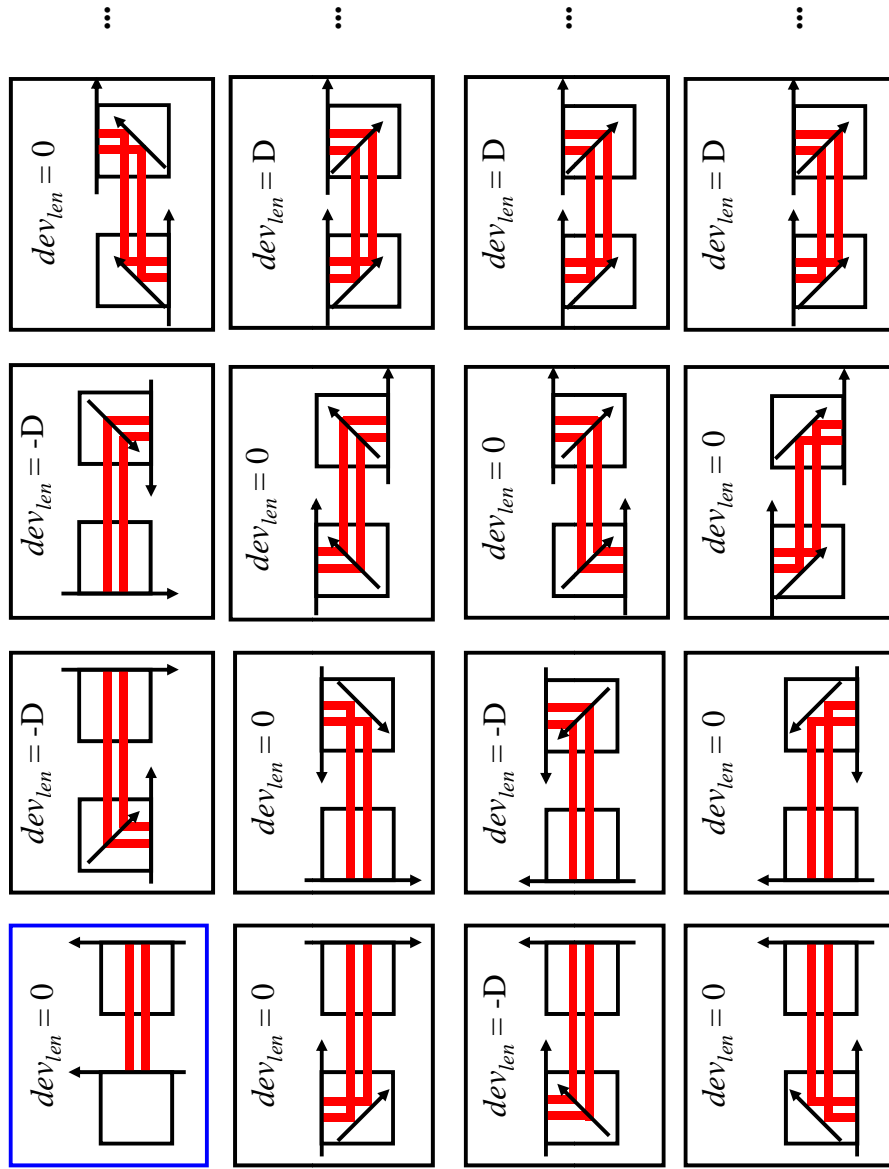 ...
...
...
...
dev_len = 0
dev_len = D
dev_len = D
dev_len = D
dev_len = -D
dev_len = 0
dev_len = 0
dev_len = 0
dev_len = -D
dev_len = 0
dev_len = -D
dev_len = 0
dev_len = 0
dev_len = 0
dev_len = -D
dev_len = 0